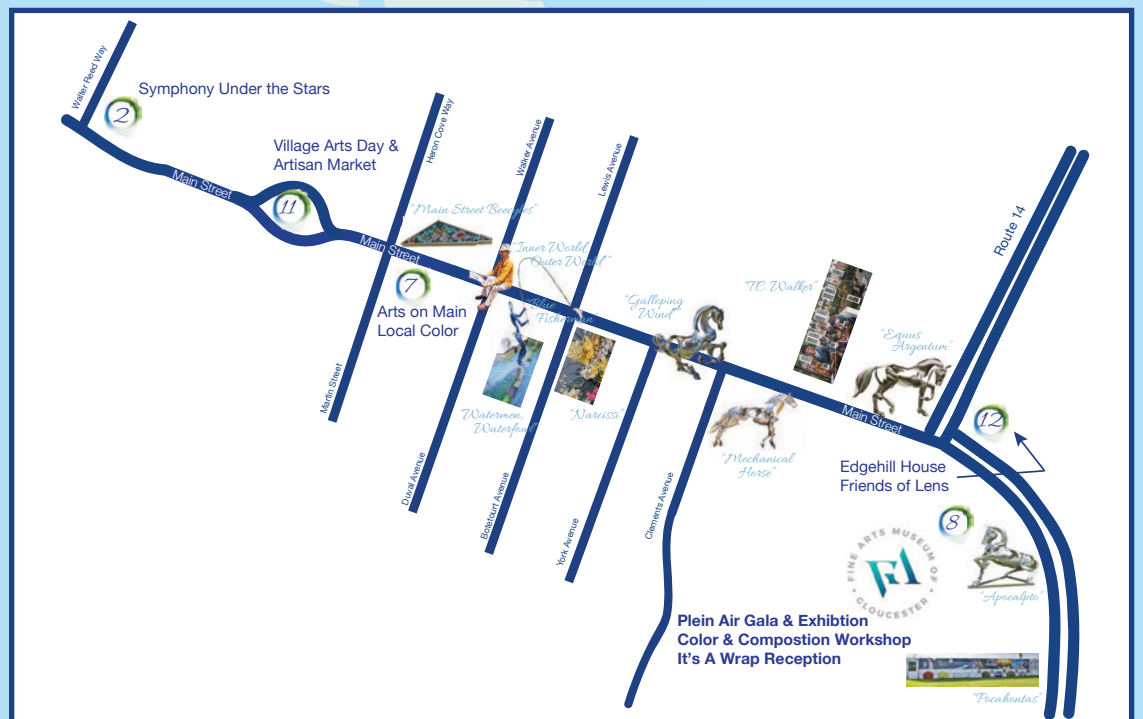 Walter Reed Way
2
Symphony Under the Stars
Main Street
Village Arts Day &
Artisan Market
11
Heron Cove Way
Walker Avenue
Lewis Avenue
"Main Street Beeeyles"
Main Street
7
Arts on Main
Local Color
"Inner World,
Outer World"
"Blue
Fisherman"
"Galloping
Wind"
"T.C. Walker"
"Equus
Argentum"
Route 14
Martin Street
"Watermen,
Waterfowl"
"Narcissi"
"Mechanical
Horse"
Main Street
12
Edgehill House
Friends of Lens
Duval Avenue
Botetourt Avenue
York Avenue
Clements Avenue
8
FINE ARTS MUSEUM OF
GLOUCESTER
"Apocalpto"
Plein Air Gala & Exhibtion
Color & Compostion Workshop
It's A Wrap Reception
"Pocahontas"